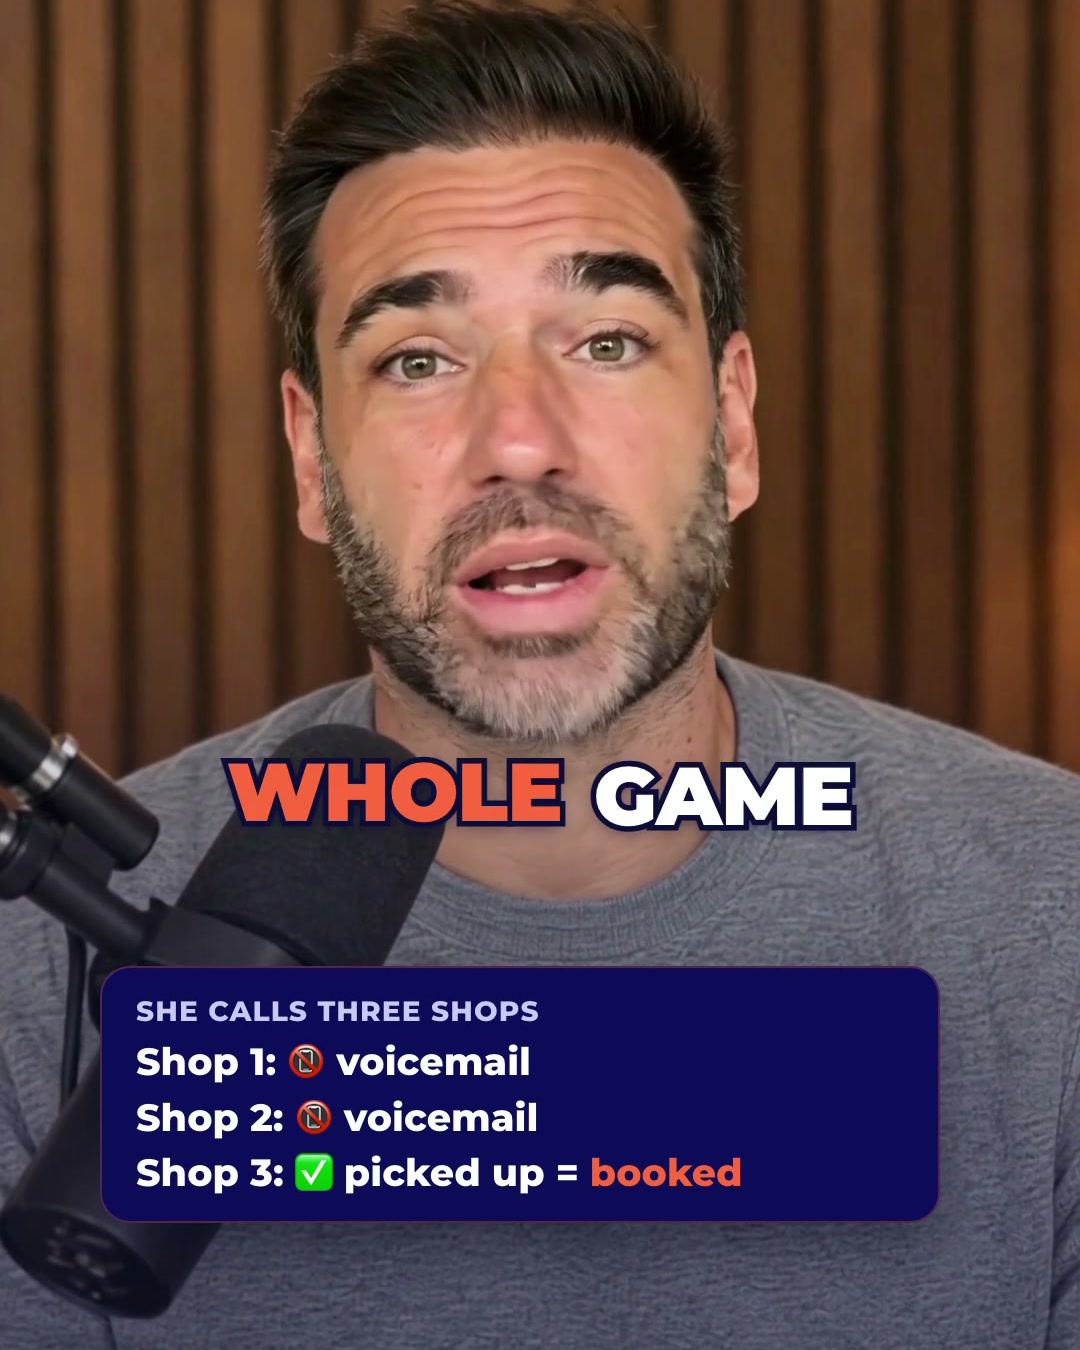 WHOLE GAME
SHE CALLS THREE SHOPS
Shop 1: 📵 voicemail
Shop 2: 📵 voicemail
Shop 3: ✅ picked up = booked